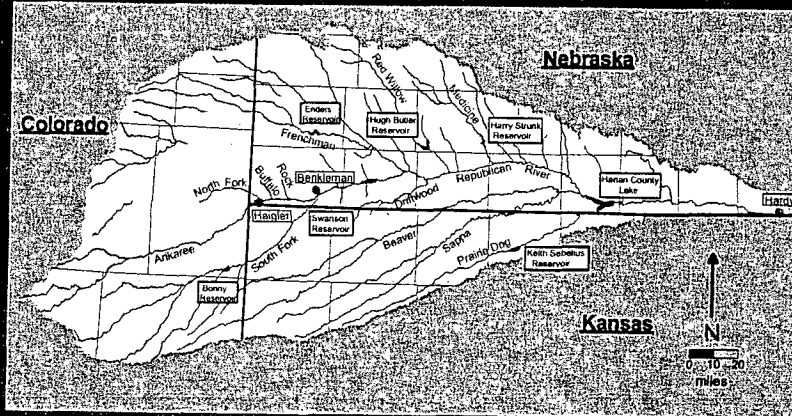 Nebraska
Colorado
Kansas
Red Willow
Medicine
Enders
Reservoir
Hugh Butler
Reservoir
Harry Strunk
Reservoir
Frenchman
Rock
Buffalo
North Fork
Benkleman
Driftwood
Republican
River
Harlan County
Lake
Hardy
Haigler
Swanson
Reservoir
Arikaree
South Fork
Beaver
Sappa
Prairie Dog
Keith Sebelius
Reservoir
Bonny
Reservoir
N
0 10 20
miles